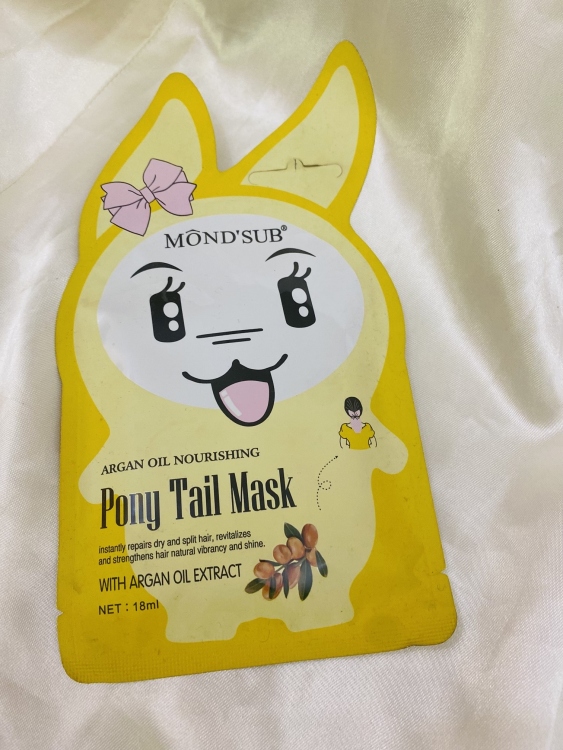 MÔND'SUB®
ARGAN OIL NOURISHING
Pony Tail Mask
instantly repairs dry and split hair, revitalizes
and strengthens hair natural vibrancy and shine.
WITH ARGAN OIL EXTRACT
NET : 18ml